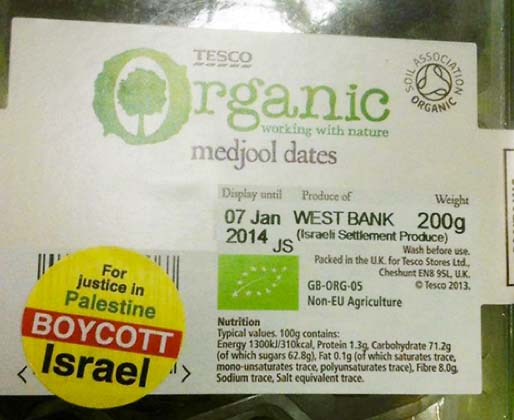 TESCO
Organic
working with nature
medjool dates
SOIL ASSOCIATION
ORGANIC
Display until Produce of Weight
07 Jan WEST BANK 200g
2014 JS (Israeli Settlement Produce)
Wash before use.
Packed in the U.K. for Tesco Stores Ltd.,
Cheshunt EN8 9SL, U.K.
GB-ORG-05 © Tesco 2013.
Non-EU Agriculture
Nutrition
Typical values. 100g contains:
Energy 1300kJ/310kcal, Protein 1.3g, Carbohydrate 71.2g
(of which sugars 62.8g), Fat 0.1g (of which saturates trace,
mono-unsaturates trace, polyunsaturates trace), Fibre 8.0g,
Sodium trace, Salt equivalent trace.
For
justice in
Palestine
BOYCOTT
Israel